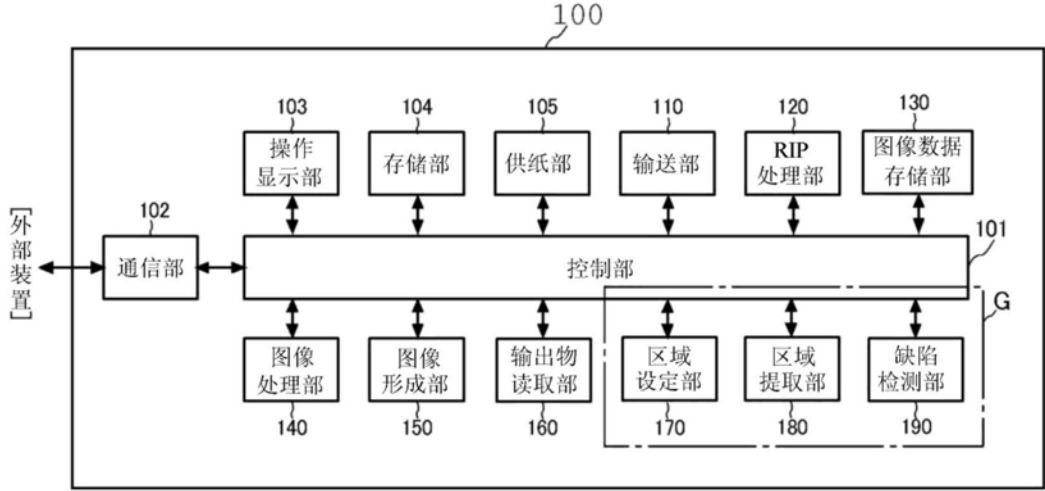 100
103
104
105
110
120
130
操作
显示部
存储部
供纸部
输送部
RIP
处理部
图像数据
存储部
[外部装置]
102
通信部
控制部
101
G
图像
处理部
图像
形成部
输出物
读取部
区域
设定部
区域
提取部
缺陷
检测部
140
150
160
170
180
190